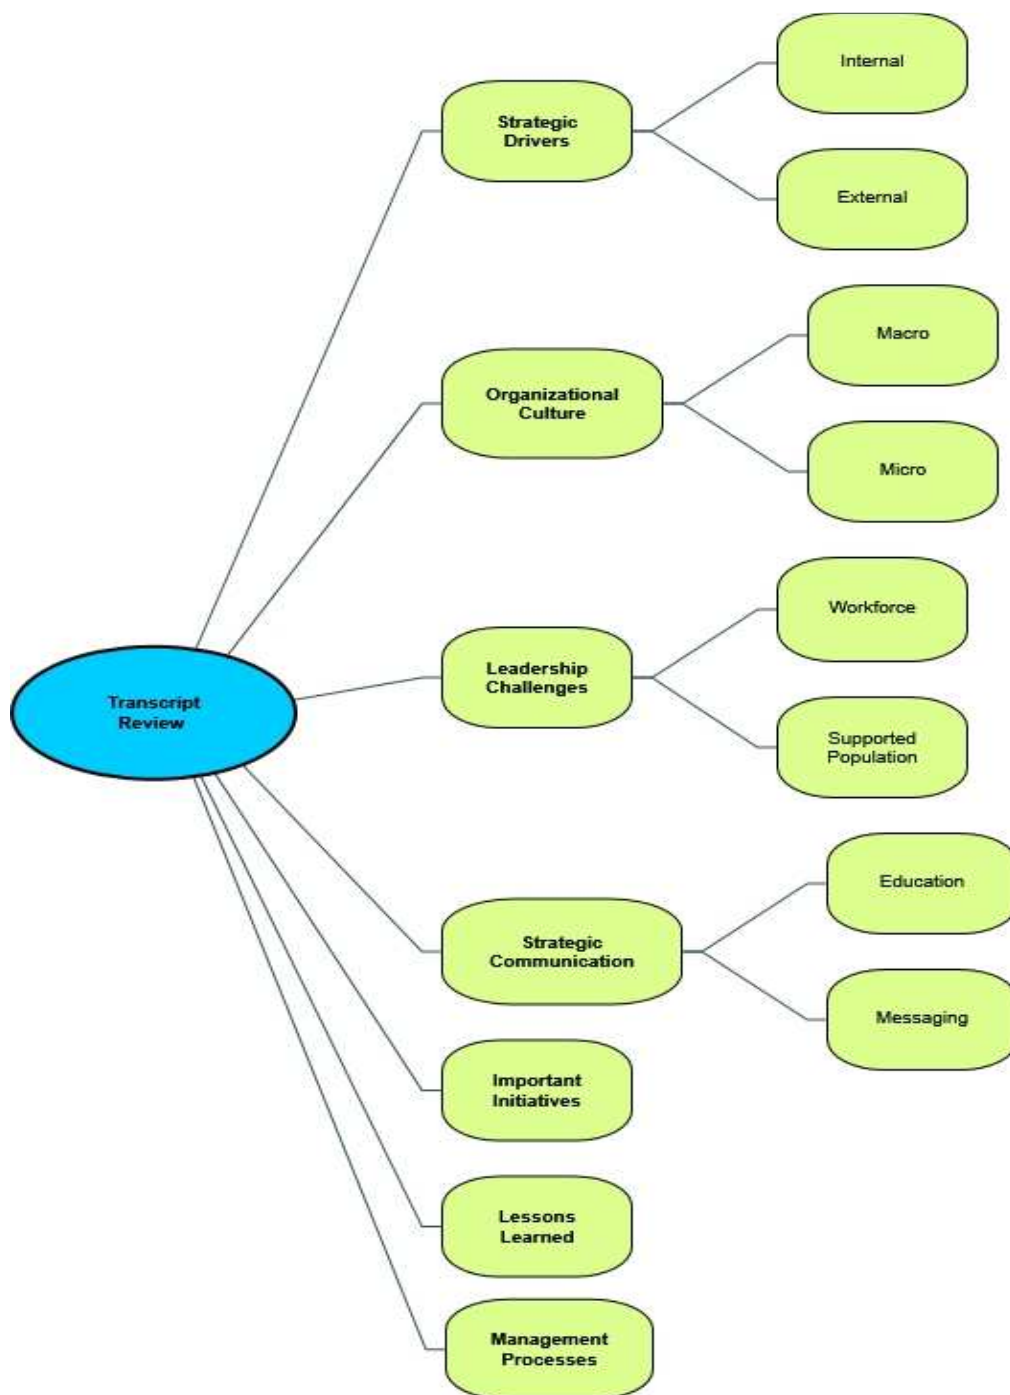 Internal
Strategic
Drivers
External
Macro
Organizational
Culture
Micro
Workforce
Leadership
Challenges
Transcript
Review
Supported
Population
Education
Strategic
Communication
Messaging
Important
Initiatives
Lessons
Learned
Management
Processes